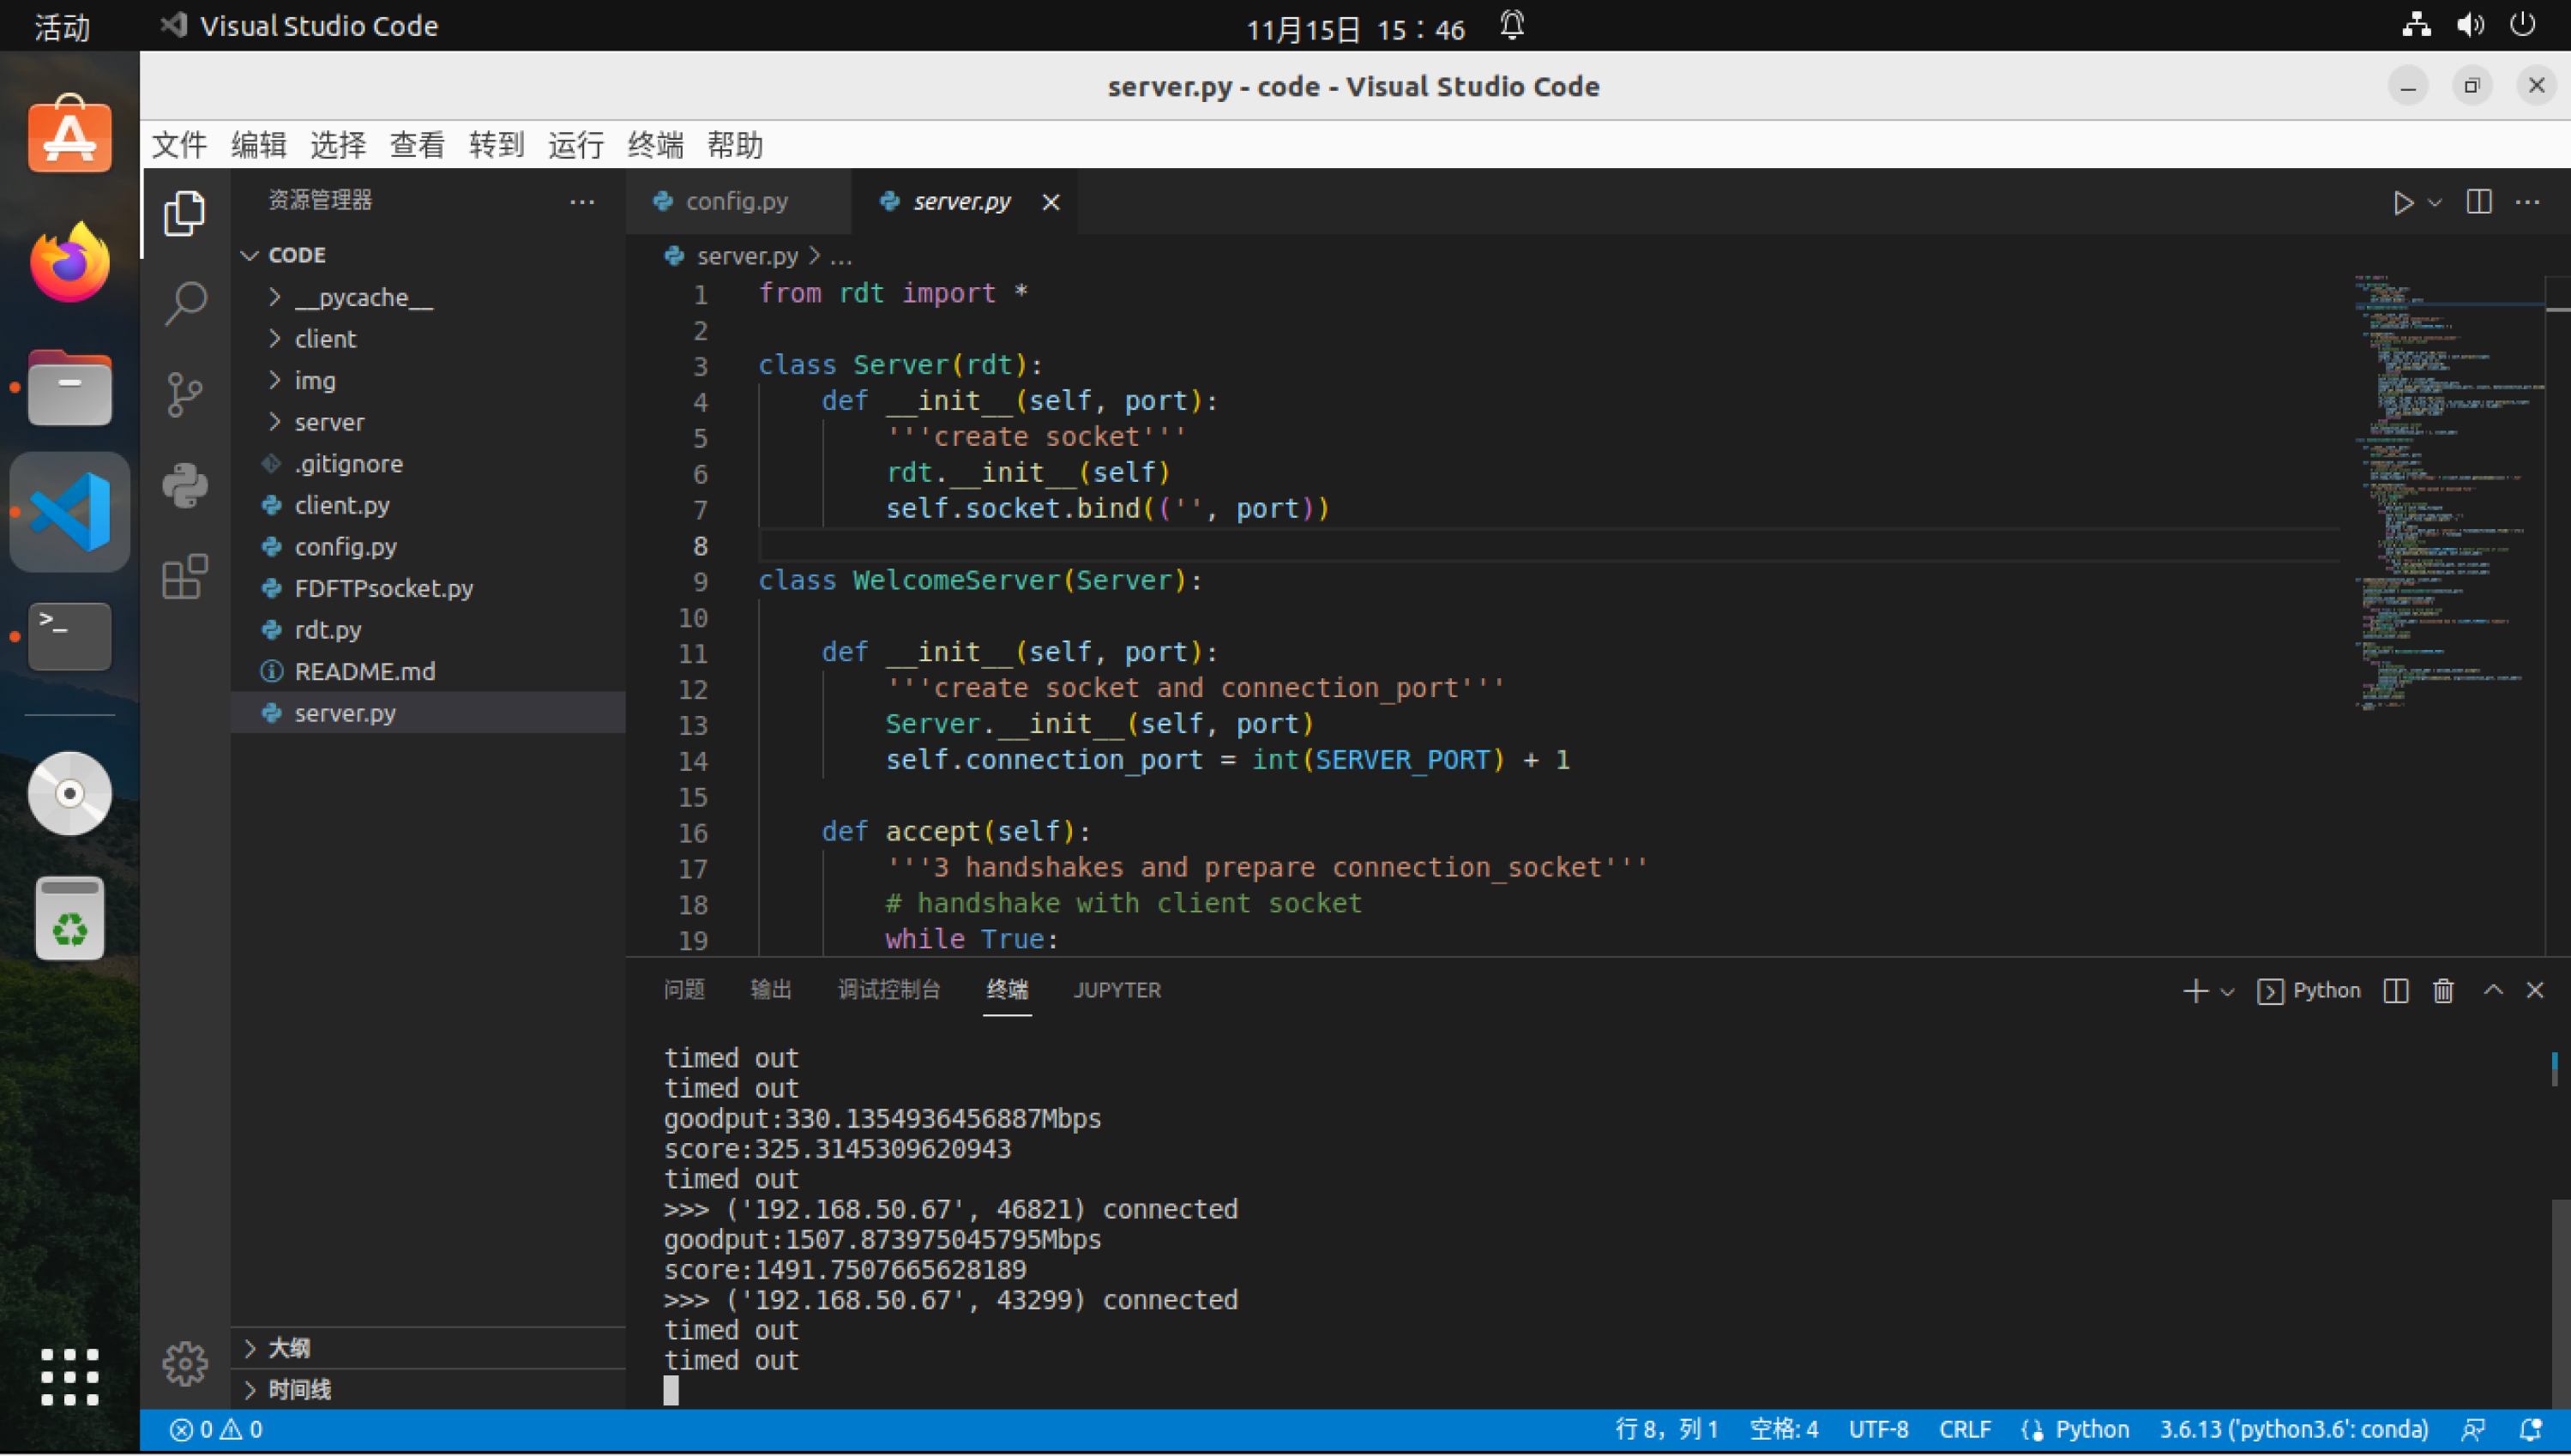 活动
Visual Studio Code
11月15日 15：46
server.py - code - Visual Studio Code
文件 编辑 选择 查看 转到 运行 终端 帮助
资源管理器
CODE
__pycache__
client
img
server
.gitignore
client.py
config.py
FDFTPsocket.py
rdt.py
README.md
server.py
大纲
时间线
config.py
server.py
server.py > ...
1 from rdt import *
2
3 class Server(rdt):
4 def __init__(self, port):
5 '''create socket'''
6 rdt.__init__(self)
7 self.socket.bind(('', port))
8
9 class WelcomeServer(Server):
10
11 def __init__(self, port):
12 '''create socket and connection_port'''
13 Server.__init__(self, port)
14 self.connection_port = int(SERVER_PORT) + 1
15
16 def accept(self):
17 '''3 handshakes and prepare connection_socket'''
18 # handshake with client socket
19 while True:
问题 输出 调试控制台 终端 JUPYTER
Python
timed out
timed out
goodput:330.1354936456887Mbps
score:325.3145309620943
timed out
>>> ('192.168.50.67', 46821) connected
goodput:1507.873975045795Mbps
score:1491.7507665628189
>>> ('192.168.50.67', 43299) connected
timed out
timed out
0 0
行 8，列 1 空格: 4 UTF-8 CRLF Python 3.6.13 ('python3.6': conda)